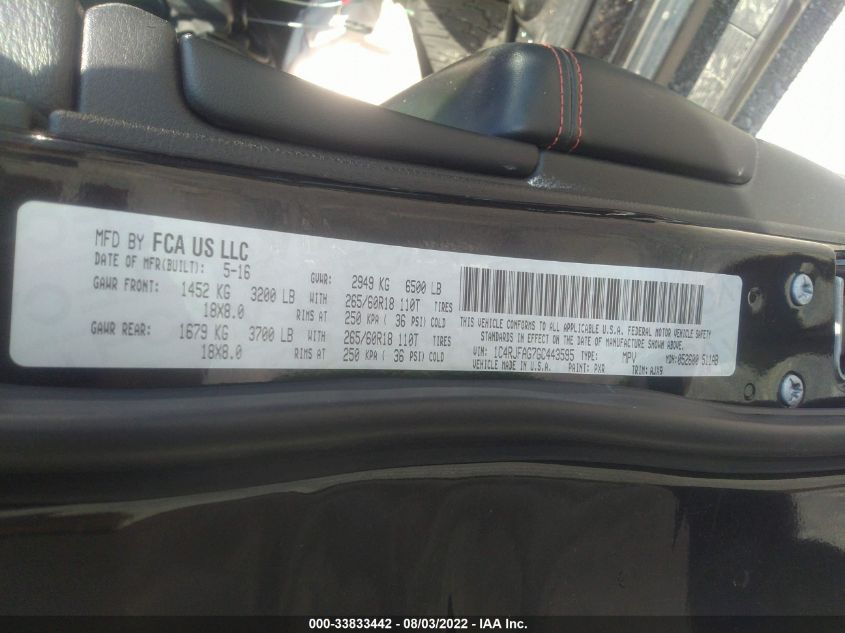 MFD BY FCA US LLC
DATE OF MFR(BUILT): 5-16 GVWR: 2949 KG 6500 LB
GAWR FRONT: 1452 KG 3200 LB WITH 265/60R18 110T TIRES
18X8.0 RIMS AT 250 KPA ( 36 PSI) COLD
GAWR REAR: 1679 KG 3700 LB WITH 265/60R18 110T TIRES
18X8.0 RIMS AT 250 KPA ( 36 PSI) COLD
THIS VEHICLE CONFORMS TO ALL APPLICABLE U.S.A. FEDERAL MOTOR VEHICLE SAFETY
STANDARDS IN EFFECT ON THE DATE OF MANUFACTURE SHOWN ABOVE.
VIN: 1C4RJFAG7GC443595 TYPE: MPV MDH: 052600 511AB
VEHICLE MADE IN U.S.A. PAINT: PXR TRIM: AJX9
000-33833442 - 08/03/2022 - IAA Inc.